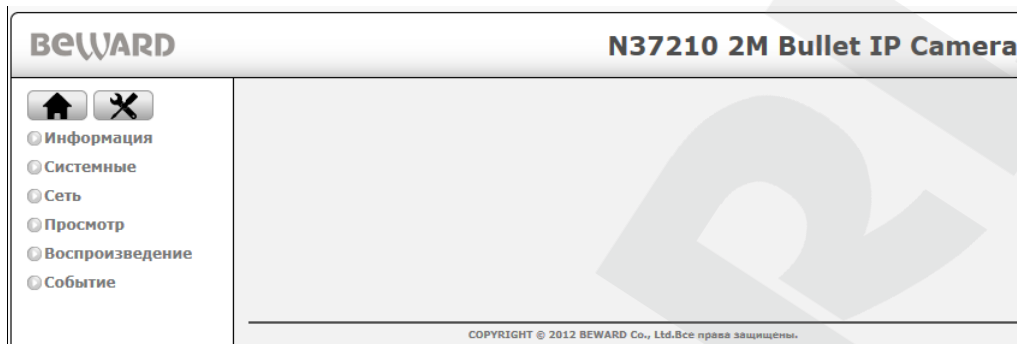 BEWARD
N37210 2M Bullet IP Camera
Информация
Системные
Сеть
Просмотр
Воспроизведение
Событие
COPYRIGHT © 2012 BEWARD Co., Ltd.Все права защищены.